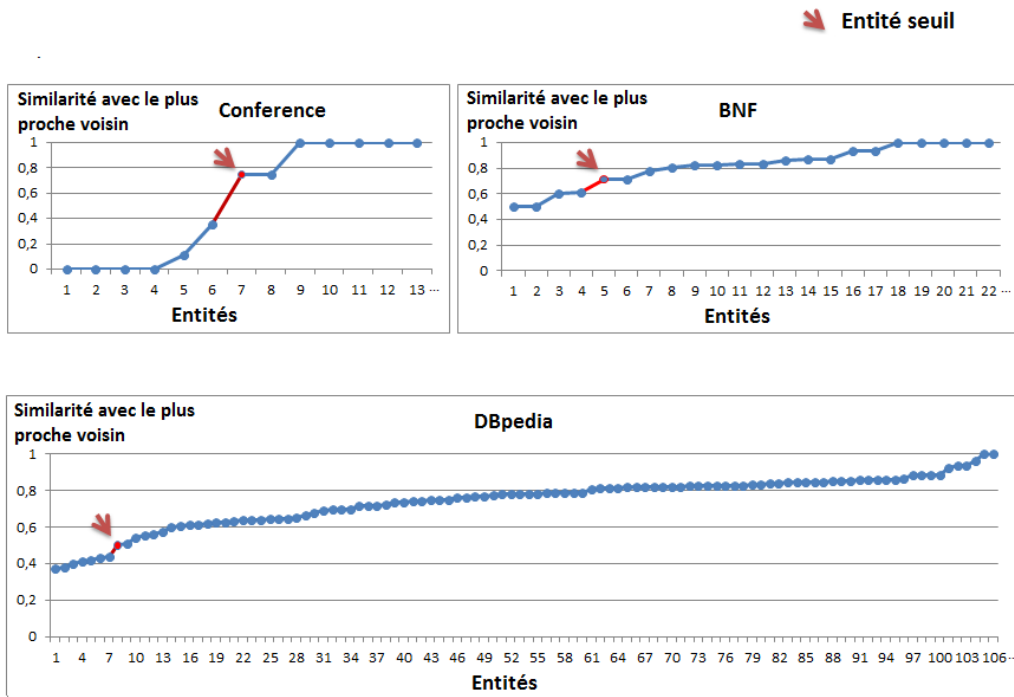 Entité seuil
.
Similarité avec le plus
proche voisin
Conference
1
0,8
0,6
0,4
0,2
0
1 2 3 4 5 6 7 8 9 10 11 12 13 ...
Entités
Similarité avec le plus
proche voisin
BNF
1
0,8
0,6
0,4
0,2
0
1 2 3 4 5 6 7 8 9 10 11 12 13 14 15 16 17 18 19 20 21 22 ...
Entités
Similarité avec le plus
proche voisin
DBpedia
1
0,8
0,6
0,4
0,2
0
1 4 7 10 13 16 19 22 25 28 31 34 37 40 43 46 49 52 55 58 61 64 67 70 73 76 79 82 85 88 91 94 97 100 103 106 ...
Entités